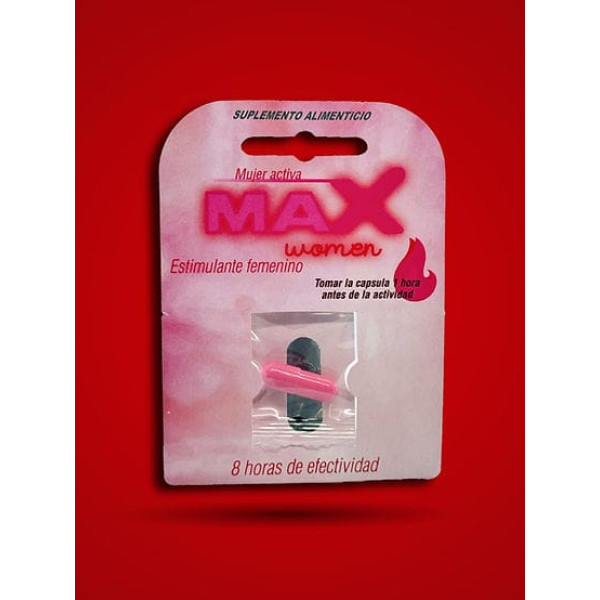 SUPLEMENTO ALIMENTICIO
Mujer activa
MAX
women
Estimulante femenino
Tomar la capsula 1 hora
antes de la actividad
8 horas de efectividad